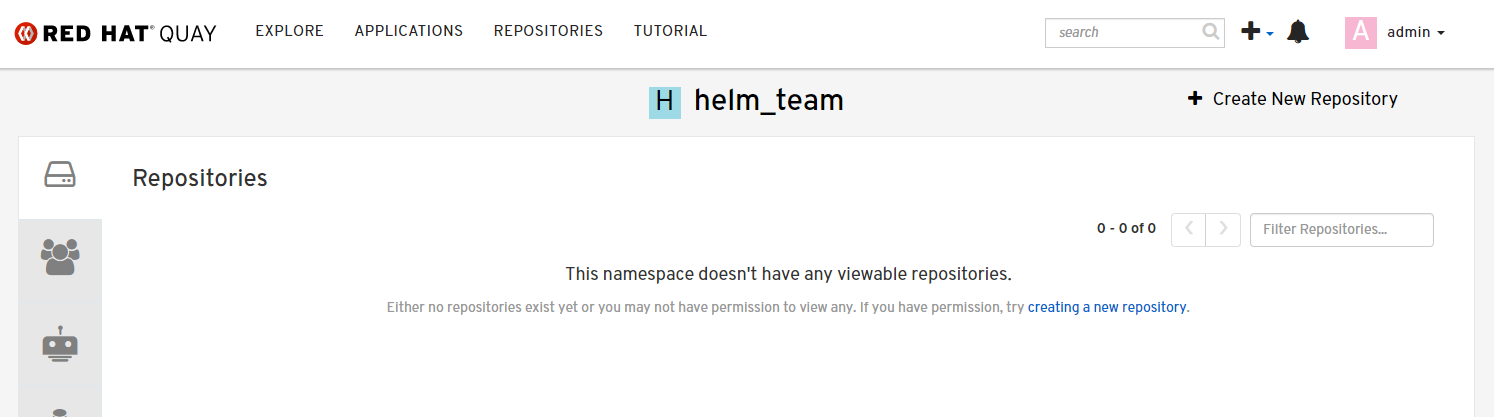 RED HAT® QUAY EXPLORE APPLICATIONS REPOSITORIES TUTORIAL search A admin
H helm_team Create New Repository
Repositories
0 - 0 of 0 Filter Repositories...
This namespace doesn't have any viewable repositories.
Either no repositories exist yet or you may not have permission to view any. If you have permission, try creating a new repository.